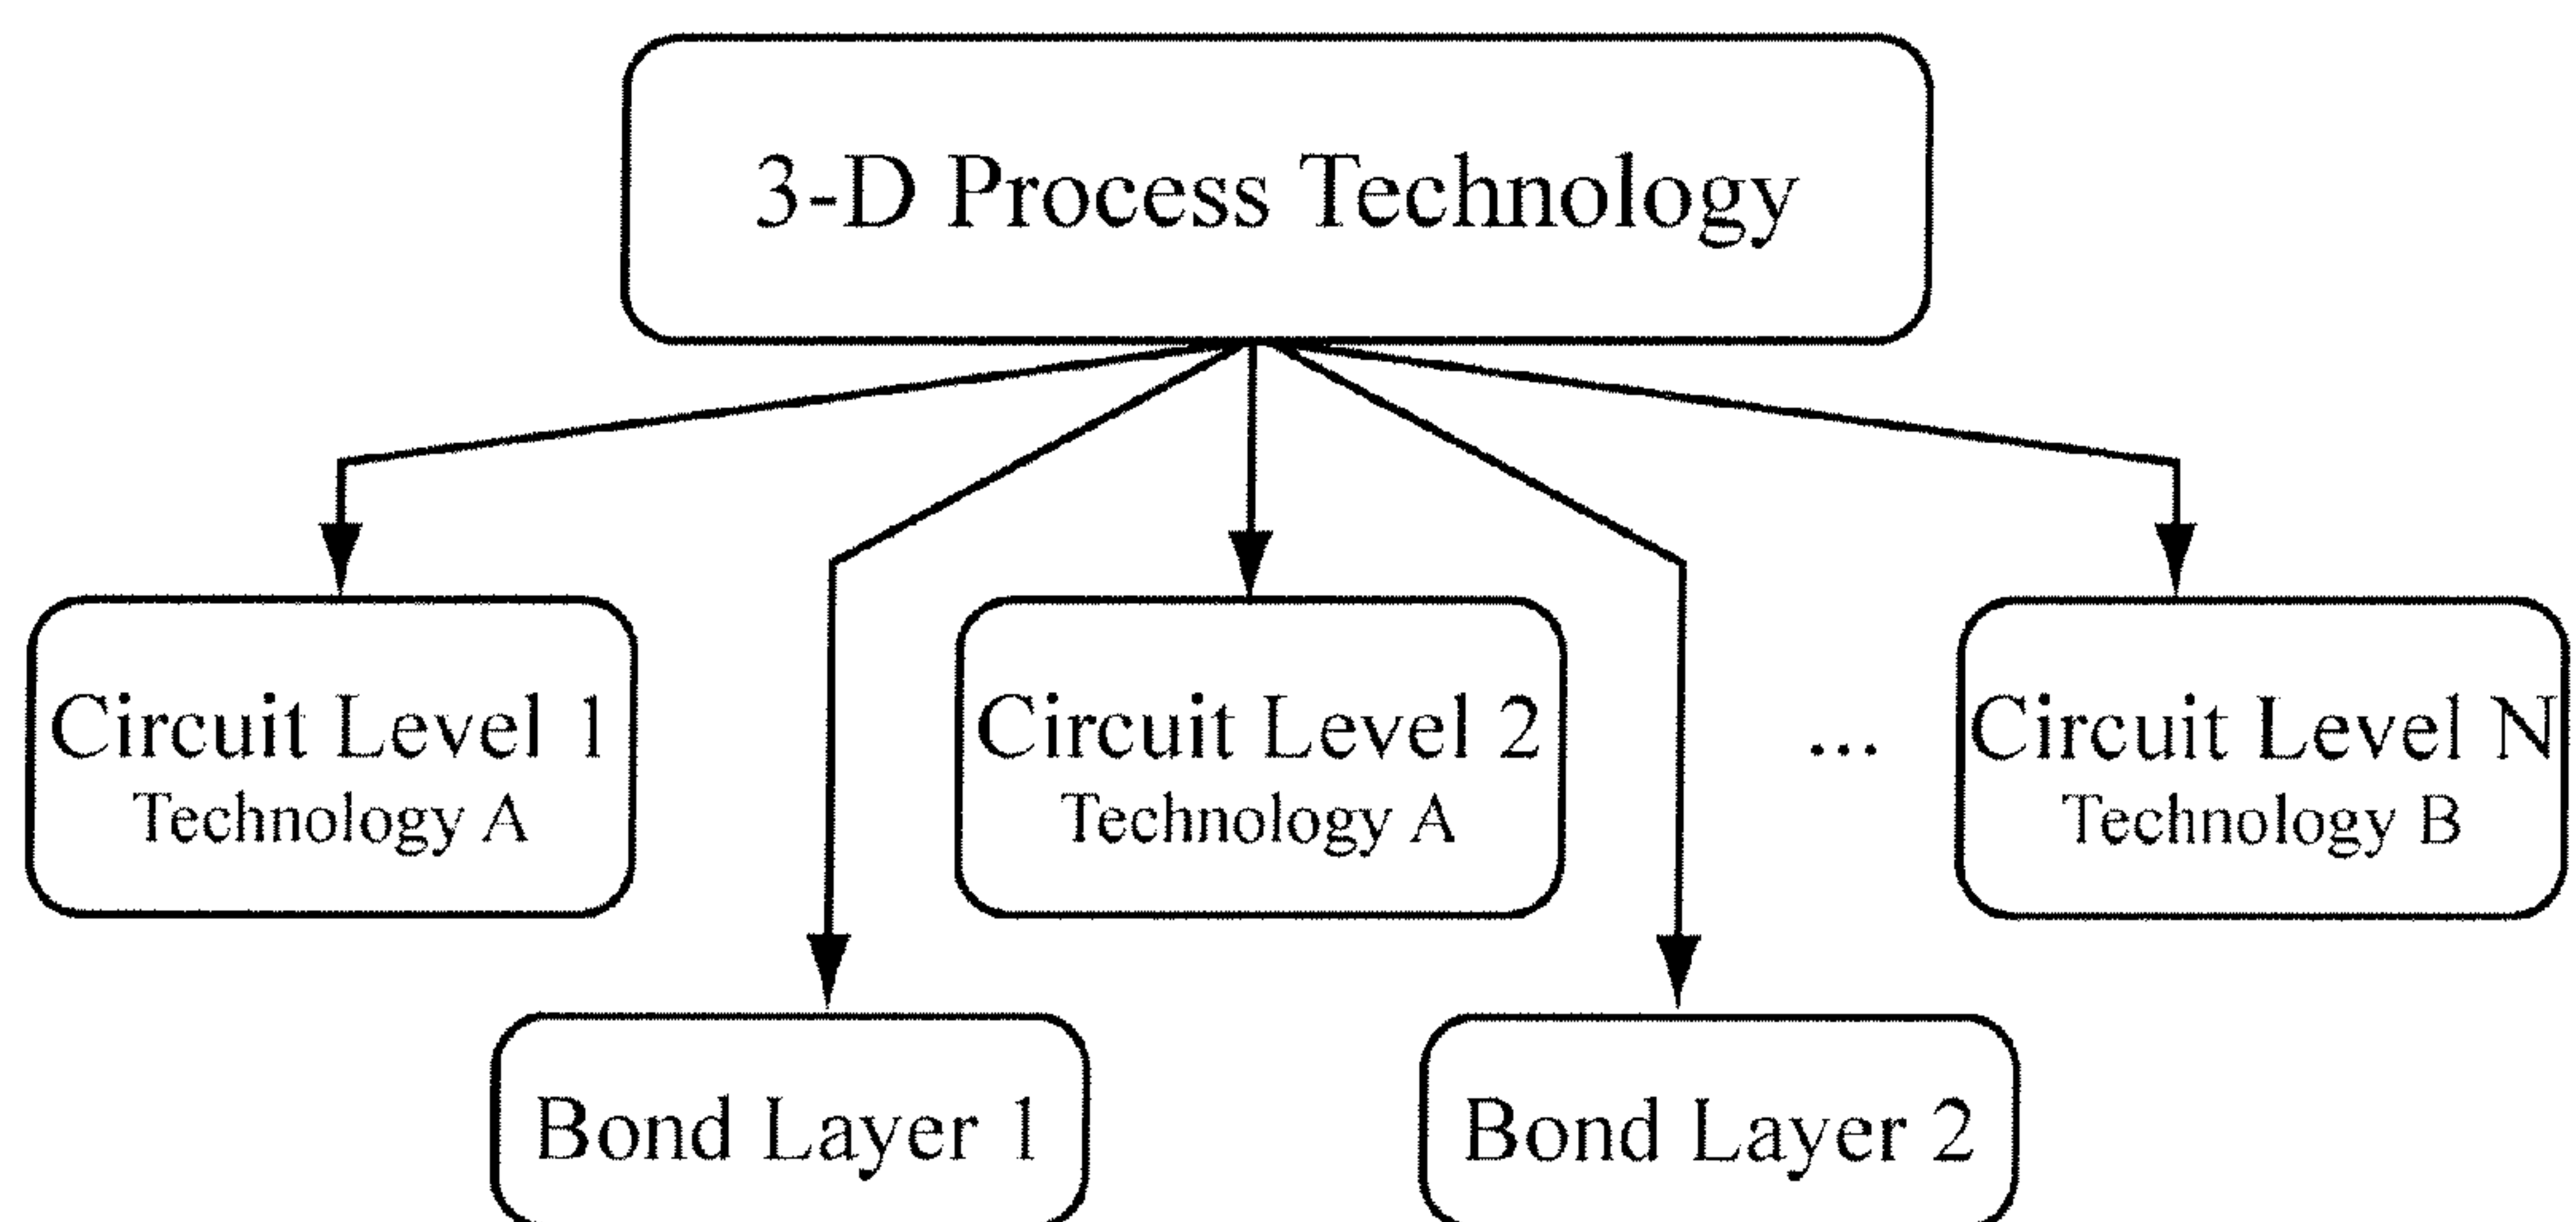 3-D Process Technology
Circuit Level 1
Technology A
Circuit Level 2
Technology A
...
Circuit Level N
Technology B
Bond Layer 1
Bond Layer 2